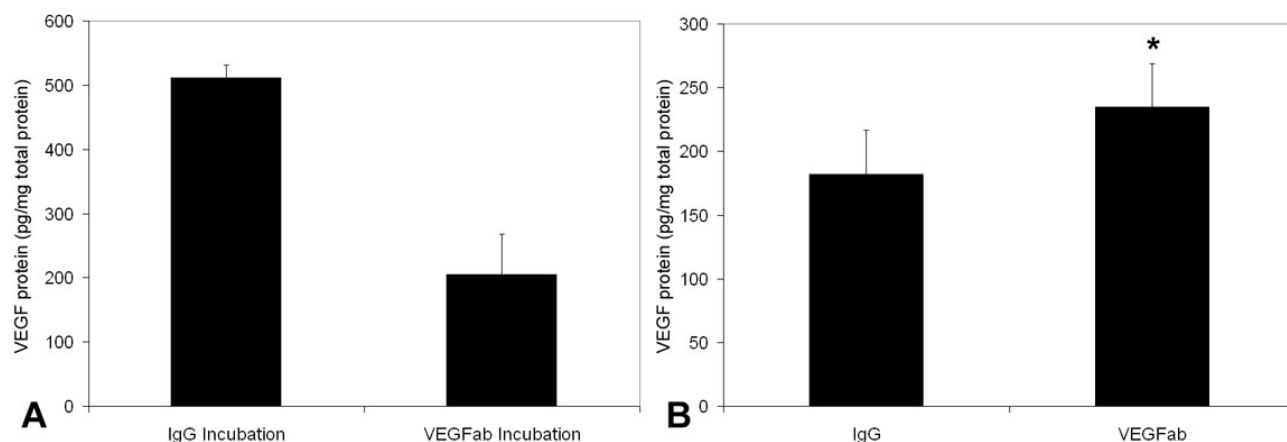 600
500
400
300
200
100
0
VEGF protein (pg/mg total protein)
IgG Incubation
VEGFab Incubation
A
300
250
200
150
100
50
0
VEGF protein (pg/mg total protein)
*
IgG
VEGFab
B